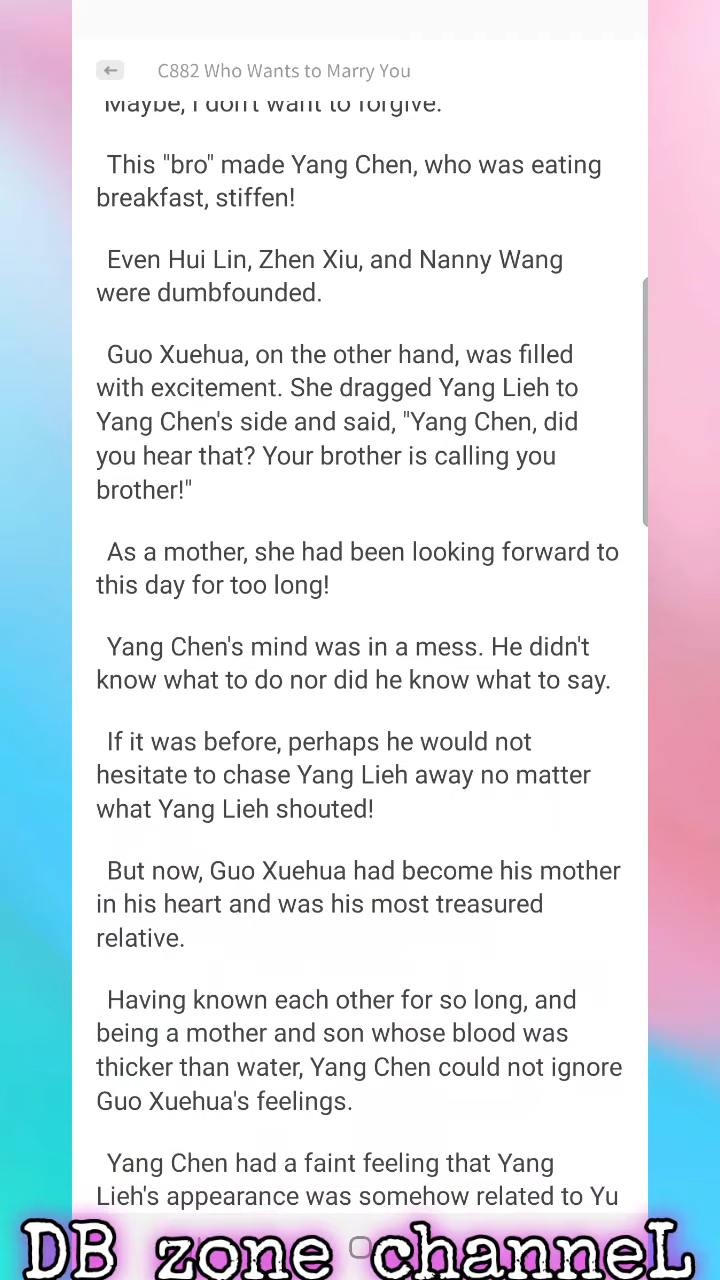 C882 Who Wants to Marry You
Maybe, I don't want to forgive.
This "bro" made Yang Chen, who was eating
breakfast, stiffen!
Even Hui Lin, Zhen Xiu, and Nanny Wang
were dumbfounded.
Guo Xuehua, on the other hand, was filled
with excitement. She dragged Yang Lieh to
Yang Chen's side and said, "Yang Chen, did
you hear that? Your brother is calling you
brother!"
As a mother, she had been looking forward to
this day for too long!
Yang Chen's mind was in a mess. He didn't
know what to do nor did he know what to say.
If it was before, perhaps he would not
hesitate to chase Yang Lieh away no matter
what Yang Lieh shouted!
But now, Guo Xuehua had become his mother
in his heart and was his most treasured
relative.
Having known each other for so long, and
being a mother and son whose blood was
thicker than water, Yang Chen could not ignore
Guo Xuehua's feelings.
Yang Chen had a faint feeling that Yang
Lieh's appearance was somehow related to Yu
DB zone channeL